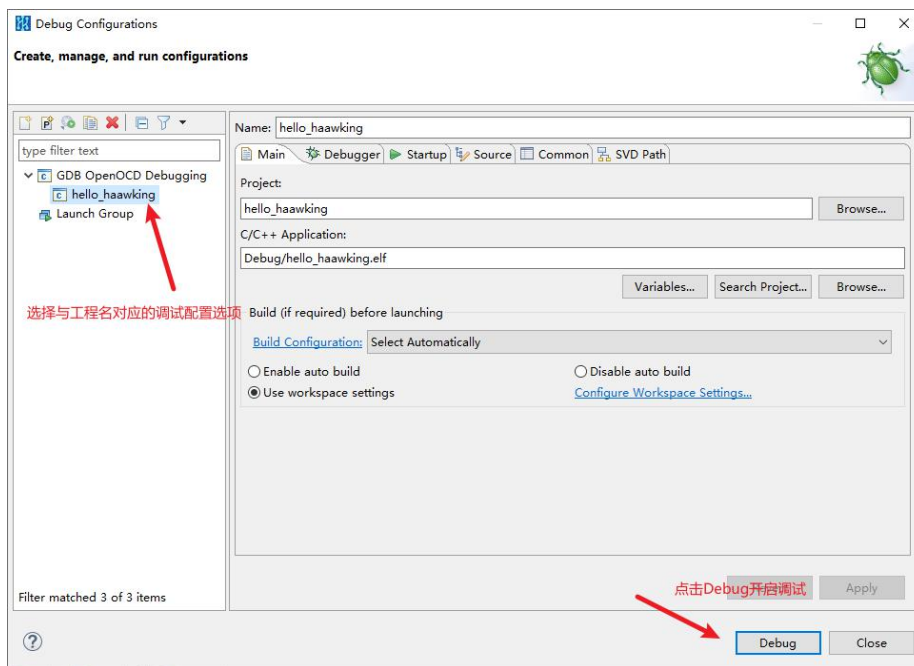 Debug Configurations
Create, manage, and run configurations
type filter text
GDB OpenOCD Debugging
hello_haawking
Launch Group
选择与工程名对应的调试配置选项
Filter matched 3 of 3 items
Name: hello_haawking
Main Debugger Startup Source Common SVD Path
Project:
hello_haawking Browse...
C/C++ Application:
Debug/hello_haawking.elf
Variables... Search Project... Browse...
Build (if required) before launching
Build Configuration: Select Automatically
Enable auto build Disable auto build
Use workspace settings Configure Workspace Settings...
点击Debug开启调试
Apply
Debug Close